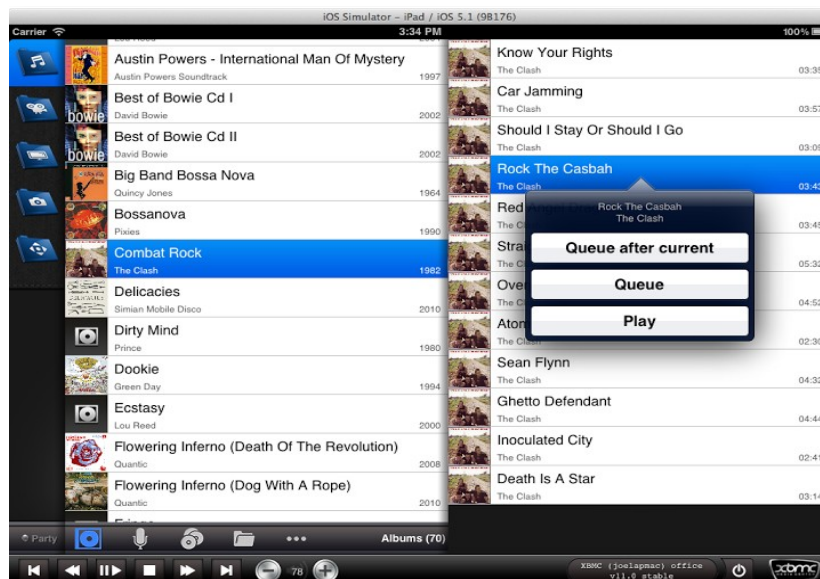 iOS Simulator – iPad / iOS 5.1 (9B176)
Carrier
3:34 PM
100%
Austin Powers - International Man Of Mystery
Austin Powers Soundtrack
1997
Best of Bowie Cd I
David Bowie
2002
Best of Bowie Cd II
David Bowie
2002
Big Band Bossa Nova
Quincy Jones
1964
Bossanova
Pixies
1990
Combat Rock
The Clash
1982
Delicacies
Simian Mobile Disco
2010
Dirty Mind
Prince
1980
Dookie
Green Day
1994
Ecstasy
Lou Reed
2000
Flowering Inferno (Death Of The Revolution)
Quantic
2008
Flowering Inferno (Dog With A Rope)
Quantic
2010
Party
Albums (70)
Know Your Rights
The Clash
Car Jamming
The Clash
03:57
Should I Stay Or Should I Go
The Clash
Rock The Casbah
The Clash
Rock The Casbah
The Clash
Queue after current
Queue
Play
Red
Sean Flynn
The Clash
Ghetto Defendant
The Clash
04:44
Inoculated City
The Clash
02:41
Death Is A Star
The Clash
03:14
78
XBMC (joelapmac) office
v11.0 stable
xbmc